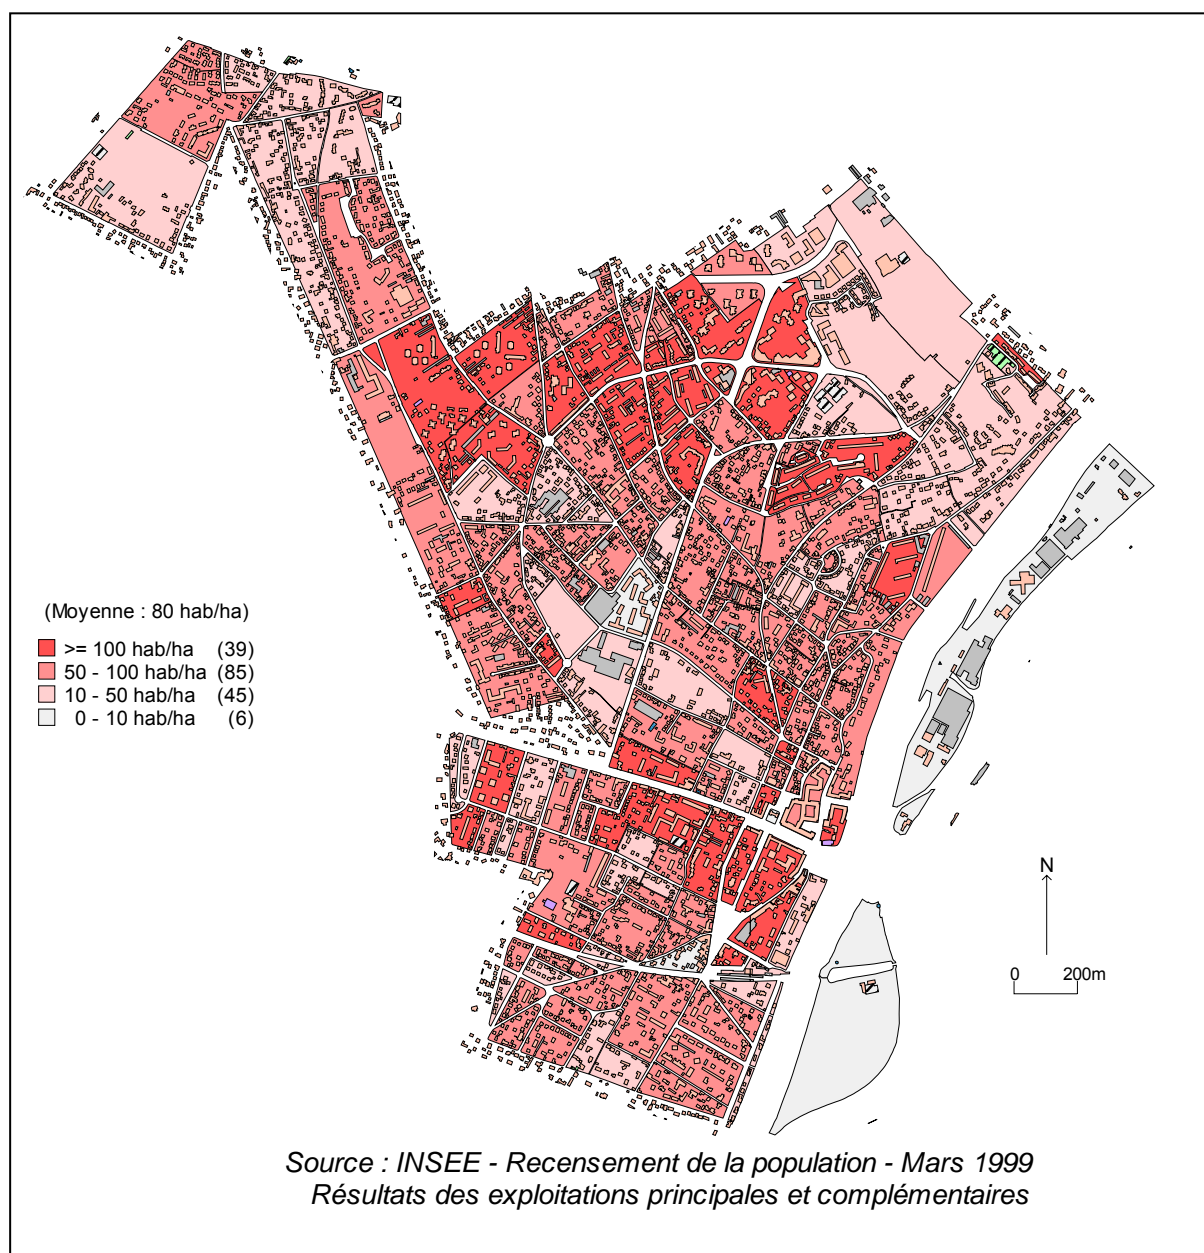 (Moyenne : 80 hab/ha)
>= 100 hab/ha (39)
50 - 100 hab/ha (85)
10 - 50 hab/ha (45)
0 - 10 hab/ha (6)
N
0 200m
Source : INSEE - Recensement de la population - Mars 1999
Résultats des exploitations principales et complémentaires